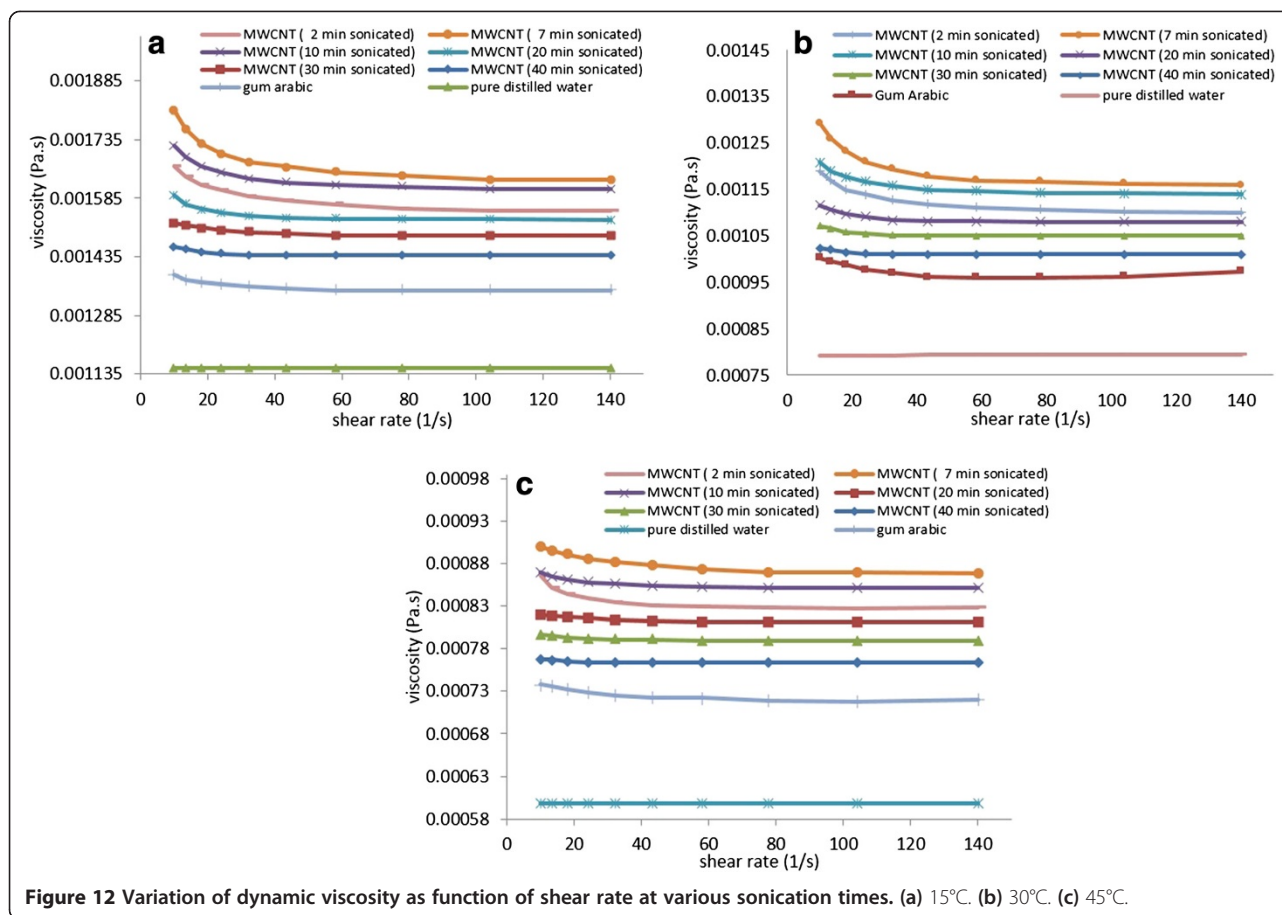 a
MWCNT ( 2 min sonicated)
MWCNT ( 7 min sonicated)
MWCNT (10 min sonicated)
MWCNT (20 min sonicated)
MWCNT (30 min sonicated)
MWCNT (40 min sonicated)
gum arabic
pure distilled water
viscosity (Pa.s)
0.001885
0.001735
0.001585
0.001435
0.001285
0.001135
0 20 40 60 80 100 120 140
shear rate (1/s)
b
MWCNT (2 min sonicated)
MWCNT (7 min sonicated)
MWCNT (10 min sonicated)
MWCNT (20 min sonicated)
MWCNT (30 min sonicated)
MWCNT (40 min sonicated)
Gum Arabic
pure distilled water
viscosity (Pa.s)
0.00145
0.00135
0.00125
0.00115
0.00105
0.00095
0.00085
0.00075
0 20 40 60 80 100 120 140
shear rate (1/s)
c
MWCNT ( 2 min sonicated)
MWCNT ( 7 min sonicated)
MWCNT (10 min sonicated)
MWCNT (20 min sonicated)
MWCNT (30 min sonicated)
MWCNT (40 min sonicated)
pure distilled water
gum arabic
viscosity (Pa.s)
0.00098
0.00093
0.00088
0.00083
0.00078
0.00073
0.00068
0.00063
0.00058
0 20 40 60 80 100 120 140
shear rate (1/s)
Figure 12 Variation of dynamic viscosity as function of shear rate at various sonication times. (a) 15°C. (b) 30°C. (c) 45°C.